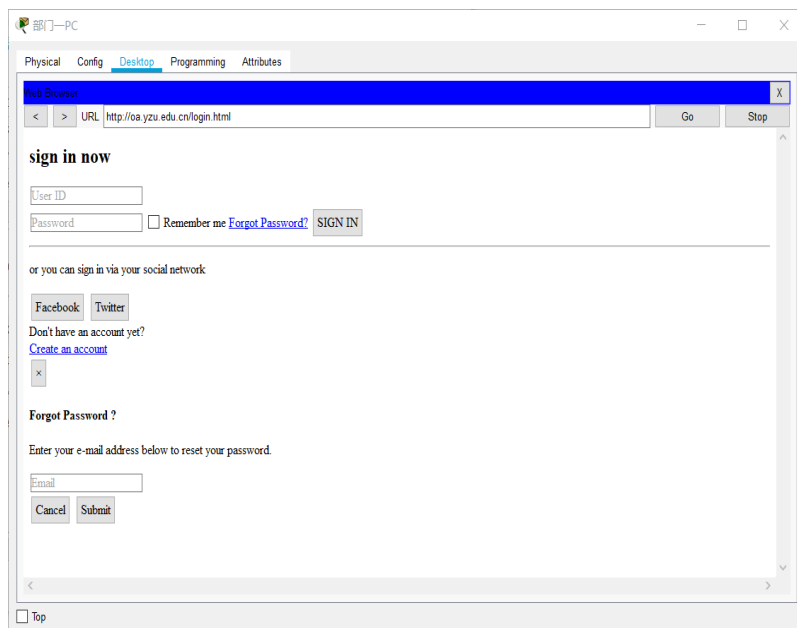 部门一PC
Physical Config Desktop Programming Attributes
Web Browser X
< > URL http://oa.yzu.edu.cn/login.html Go Stop
sign in now
User ID
Password Remember me Forgot Password? SIGN IN
or you can sign in via your social network
Facebook Twitter
Don't have an account yet?
Create an account
×
Forgot Password ?
Enter your e-mail address below to reset your password.
Email
Cancel Submit
Top